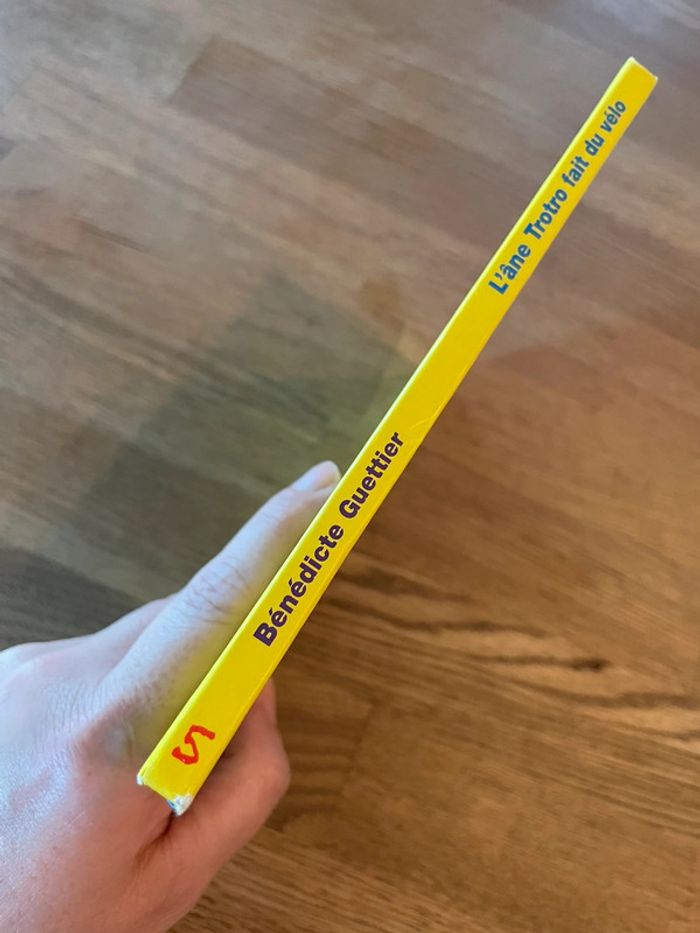 Bénédicte Guettier
L'âne Trotro fait du vélo